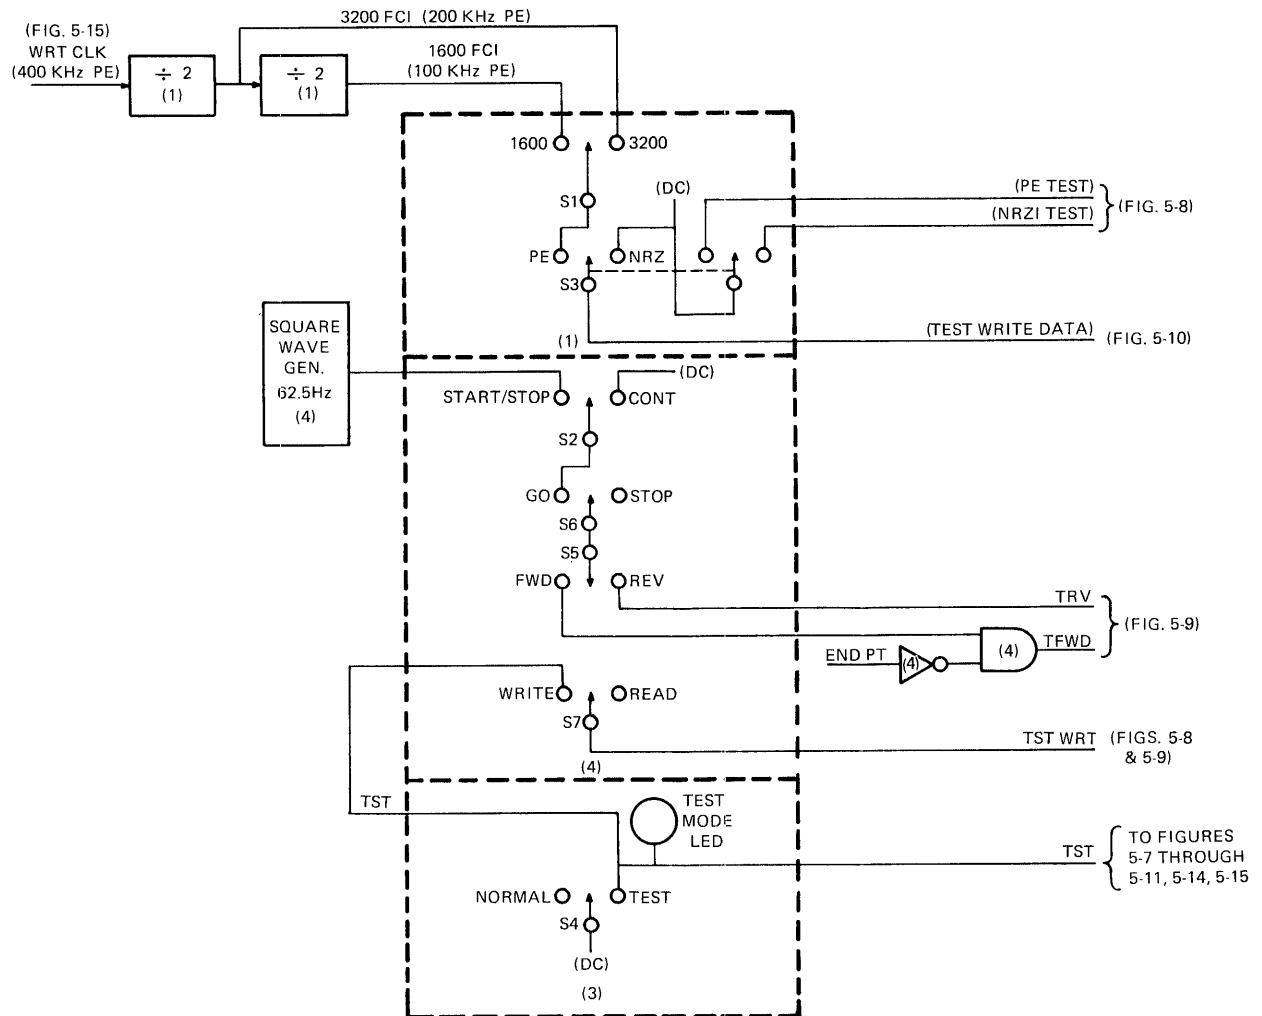 3200 FCI (200 KHz PE)
(FIG. 5-15)
WRT CLK
(400 KHz PE)
÷ 2
(1)
÷ 2
(1)
1600 FCI
(100 KHz PE)
1600
3200
S1
(DC)
(PE TEST)
(NRZI TEST)
(FIG. 5-8)
PE
NRZ
S3
(1)
(TEST WRITE DATA)
(FIG. 5-10)
SQUARE
WAVE
GEN.
62.5Hz
(4)
(DC)
START/STOP
CONT
S2
GO
STOP
S6
S5
FWD
REV
TRV
TFWD
(FIG. 5-9)
END PT
(4)
(4)
WRITE
READ
S7
TST WRT
(FIGS. 5-8
& 5-9)
(4)
TST
TEST
MODE
LED
TST
TO FIGURES
5-7 THROUGH
5-11, 5-14, 5-15
NORMAL
TEST
S4
(DC)
(3)